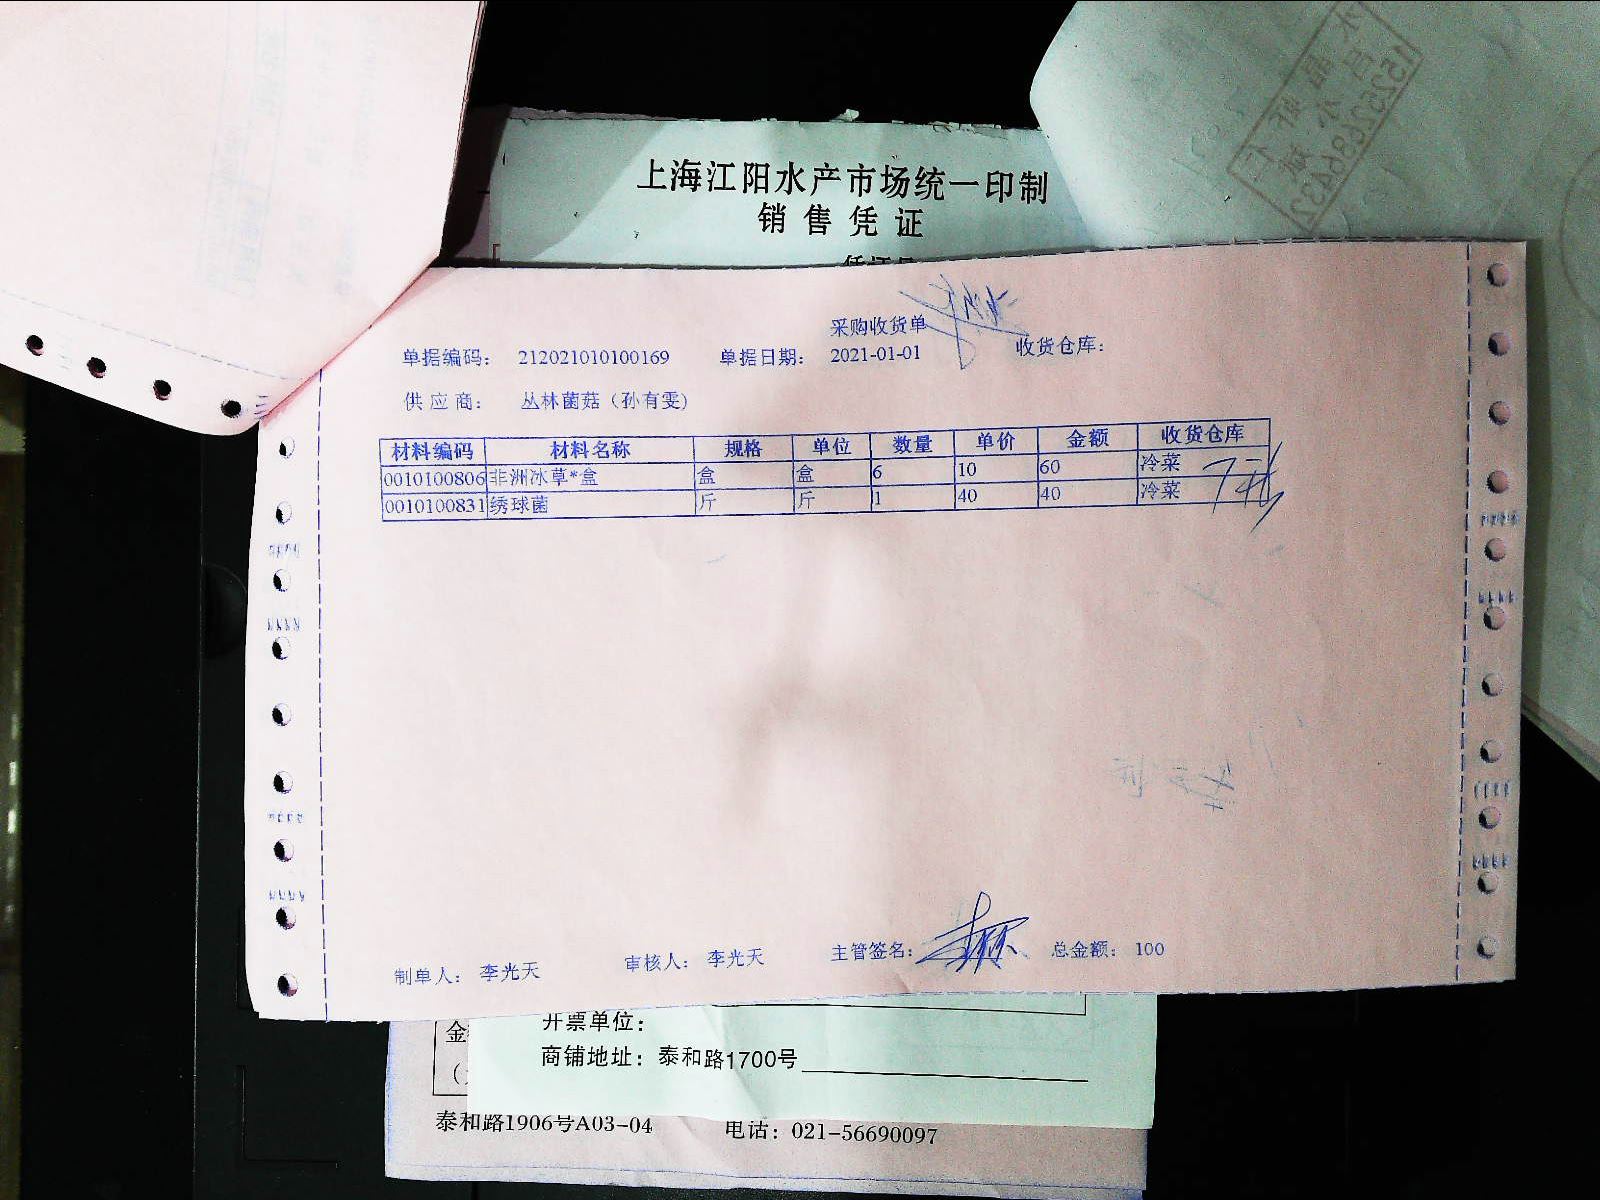 上海江阳水产市场统一印制
销售凭证
采购收货单
单据编码: 212021010100169 单据日期: 2021-01-01 收货仓库:
供应商: 丛林菌菇（孙有雯)
材料编码 材料名称 规格 单位 数量 单价 金额 收货仓库
0010100806 非洲冰草*盒 盒 盒 6 10 60 冷菜
0010100831 绣球菌 斤 斤 1 40 40 冷菜
制单人: 李光天 审核人: 李光天 主管签名: 总金额: 100
开票单位:
商铺地址: 泰和路1700号
泰和路1906号A03-04 电话: 021-56690097